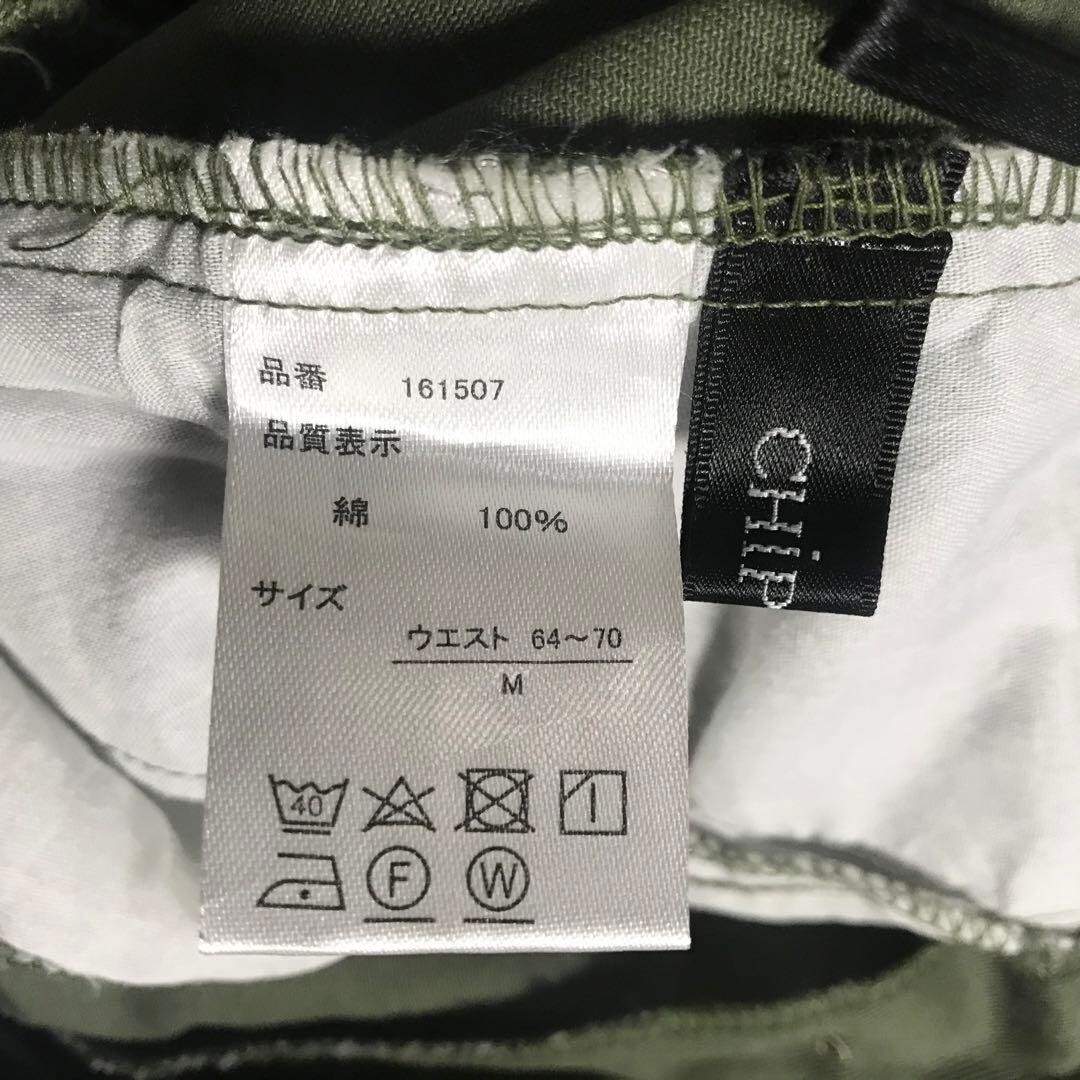 品番 161507
品質表示
綿 100%
サイズ
ウエスト 64～70
M
40
F W
CHiP